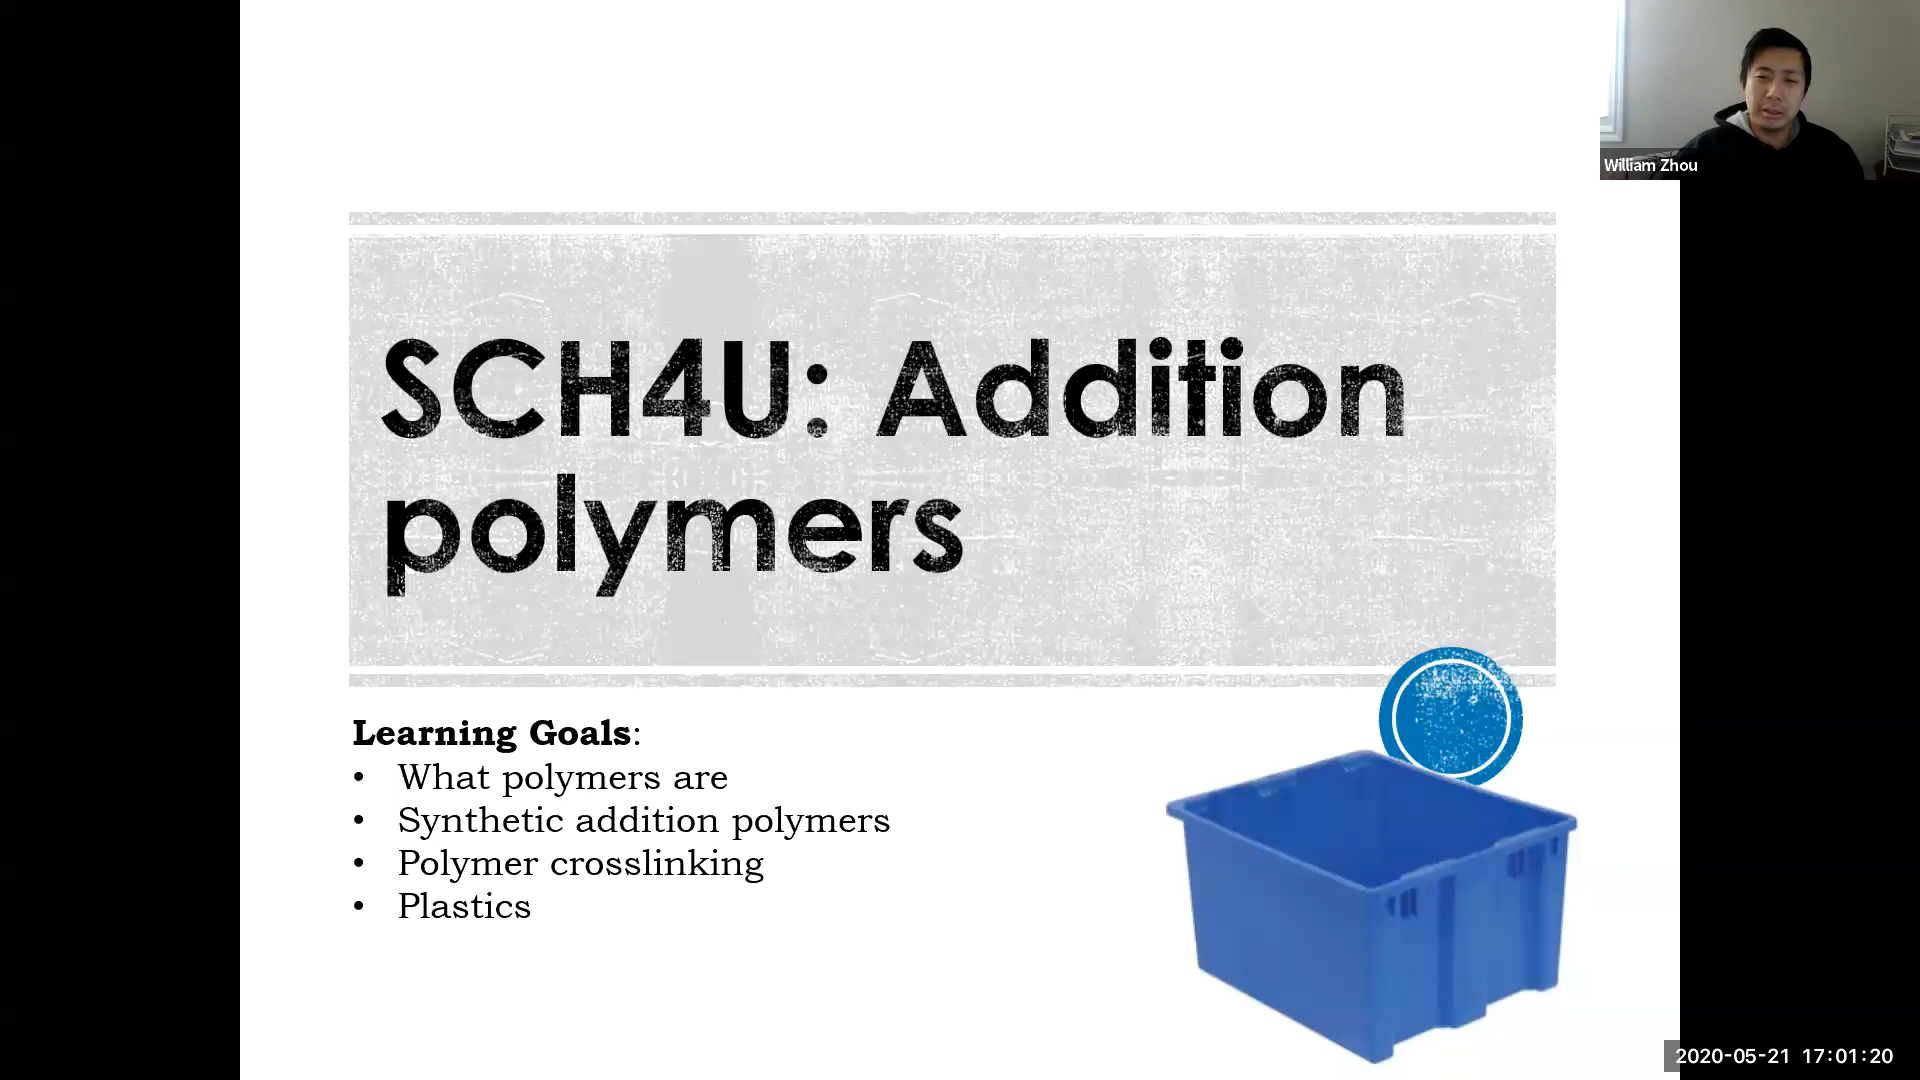 William Zhou
SCH4U: Addition
polymers
Learning Goals:
• What polymers are
• Synthetic addition polymers
• Polymer crosslinking
• Plastics
2020-05-21 17:01:20